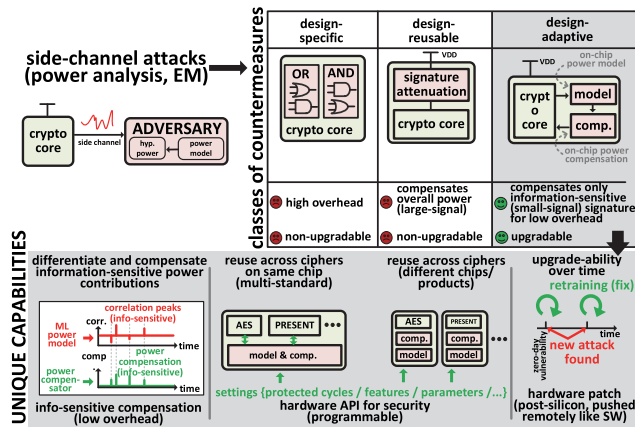 side-channel attacks
(power analysis, EM)
crypto
core
side channel
ADVERSARY
hyp.
power
power
model
classes of countermeasures
design-
specific
OR
AND
crypto core
high overhead
non-upgradable
design-
reusable
VDD
signature
attenuation
crypto core
compensates
overall power
(large-signal)
non-upgradable
design-
adaptive
on-chip
power model
VDD
crypt
o
core
model
comp.
on-chip power
compensation
compensates only
information-sensitive
(small-signal) signature
for low overhead
upgradable
UNIQUE CAPABILITIES
differentiate and compensate
information-sensitive power
contributions
corr.
correlation peaks
(info-sensitive)
ML
power
model
time
comp
power compensation
(info-sensitive)
power
compen-
sator
time
info-sensitive compensation
(low overhead)
reuse across ciphers
on same chip
(multi-standard)
AES
PRESENT
model & comp.
reuse across ciphers
(different chips/
products)
AES
comp.
model
PRESENT
comp.
model
settings {protected cycles / features / parameters /...}
hardware API for security
(programmable)
upgrade-ability
over time
retraining (fix)
time
zero-day
vulnerability
new attack
found
hardware patch
(post-silicon, pushed
remotely like SW)